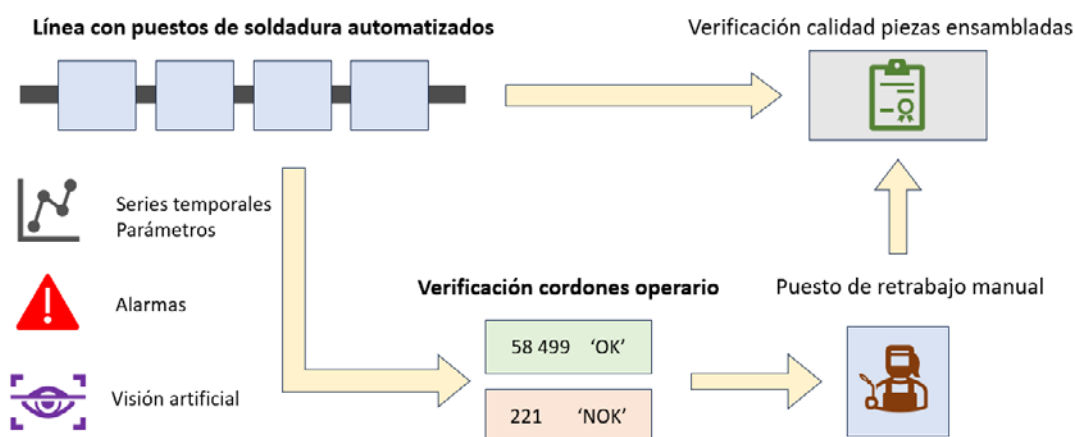 Línea con puestos de soldadura automatizados
Verificación calidad piezas ensambladas
Series temporales
Parámetros
Alarmas
Visión artificial
Verificación cordones operario
58 499 ‘OK’
221 ‘NOK’
Puesto de retrabajo manual